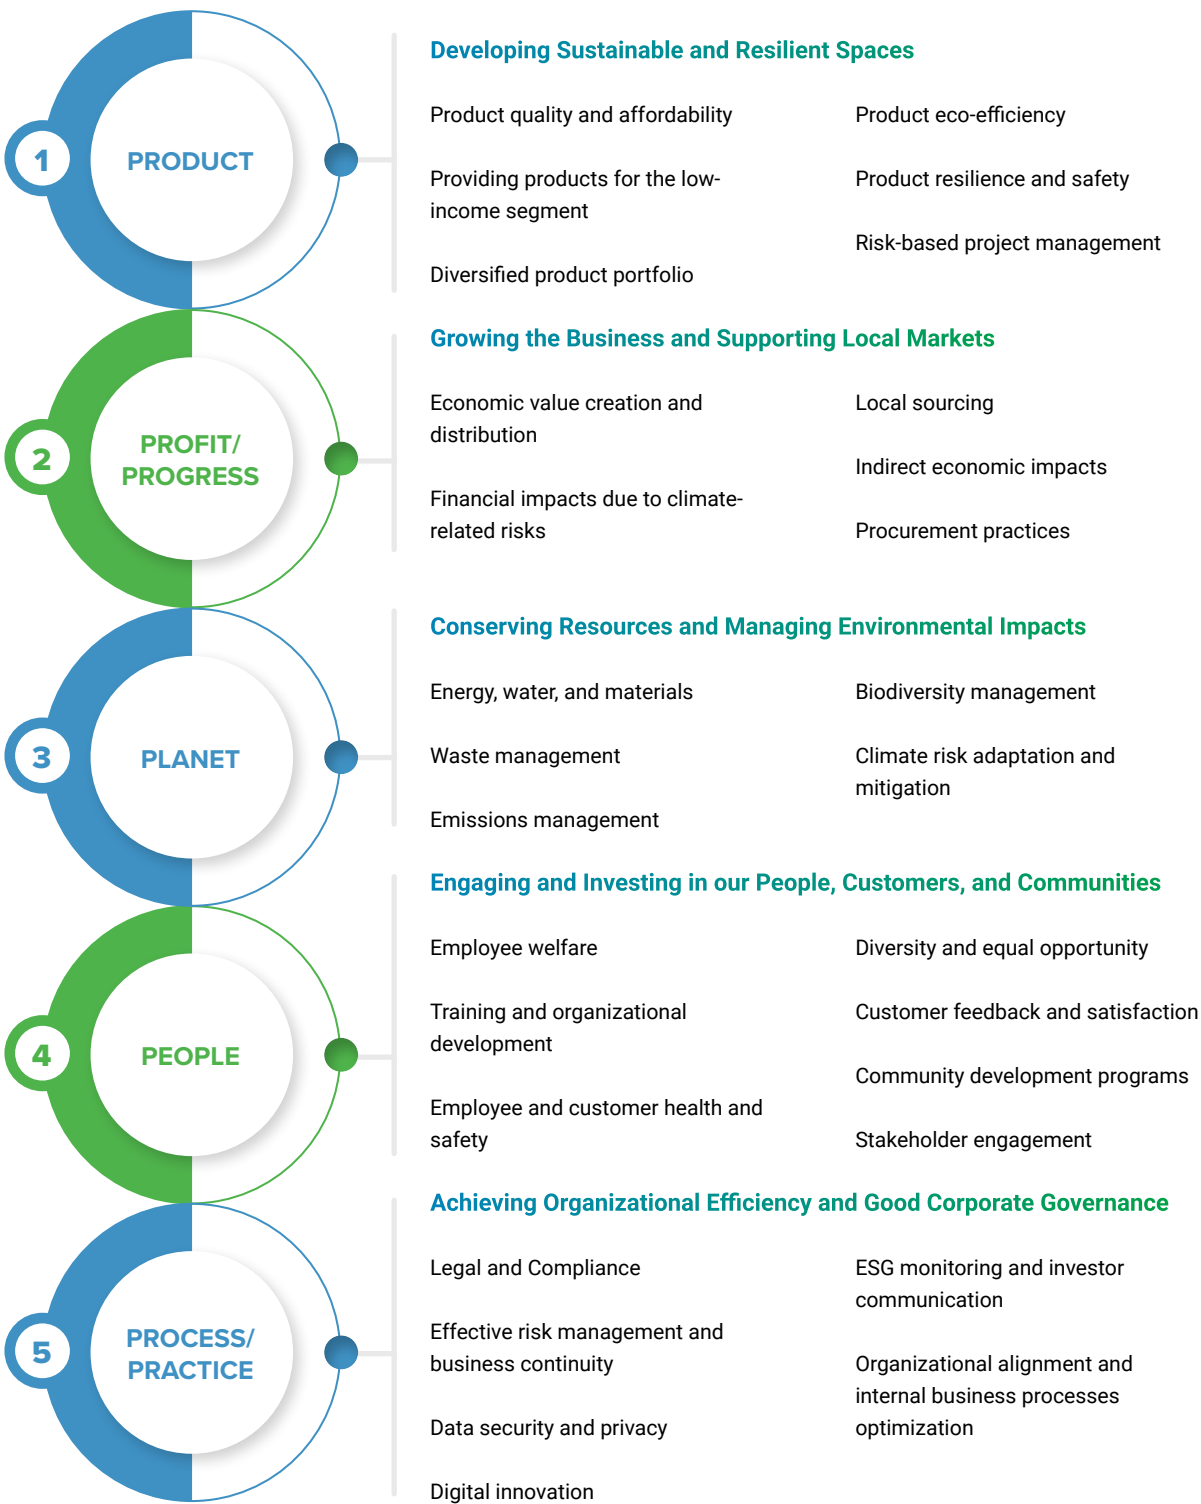 1
PRODUCT
Developing Sustainable and Resilient Spaces
Product quality and affordability
Providing products for the low-
income segment
Diversified product portfolio
Product eco-efficiency
Product resilience and safety
Risk-based project management
2
PROFIT/
PROGRESS
Growing the Business and Supporting Local Markets
Economic value creation and
distribution
Financial impacts due to climate-
related risks
Local sourcing
Indirect economic impacts
Procurement practices
3
PLANET
Conserving Resources and Managing Environmental Impacts
Energy, water, and materials
Waste management
Emissions management
Biodiversity management
Climate risk adaptation and
mitigation
4
PEOPLE
Engaging and Investing in our People, Customers, and Communities
Employee welfare
Training and organizational
development
Employee and customer health and
safety
Diversity and equal opportunity
Customer feedback and satisfaction
Community development programs
Stakeholder engagement
5
PROCESS/
PRACTICE
Achieving Organizational Efficiency and Good Corporate Governance
Legal and Compliance
Effective risk management and
business continuity
Data security and privacy
Digital innovation
ESG monitoring and investor
communication
Organizational alignment and
internal business processes
optimization